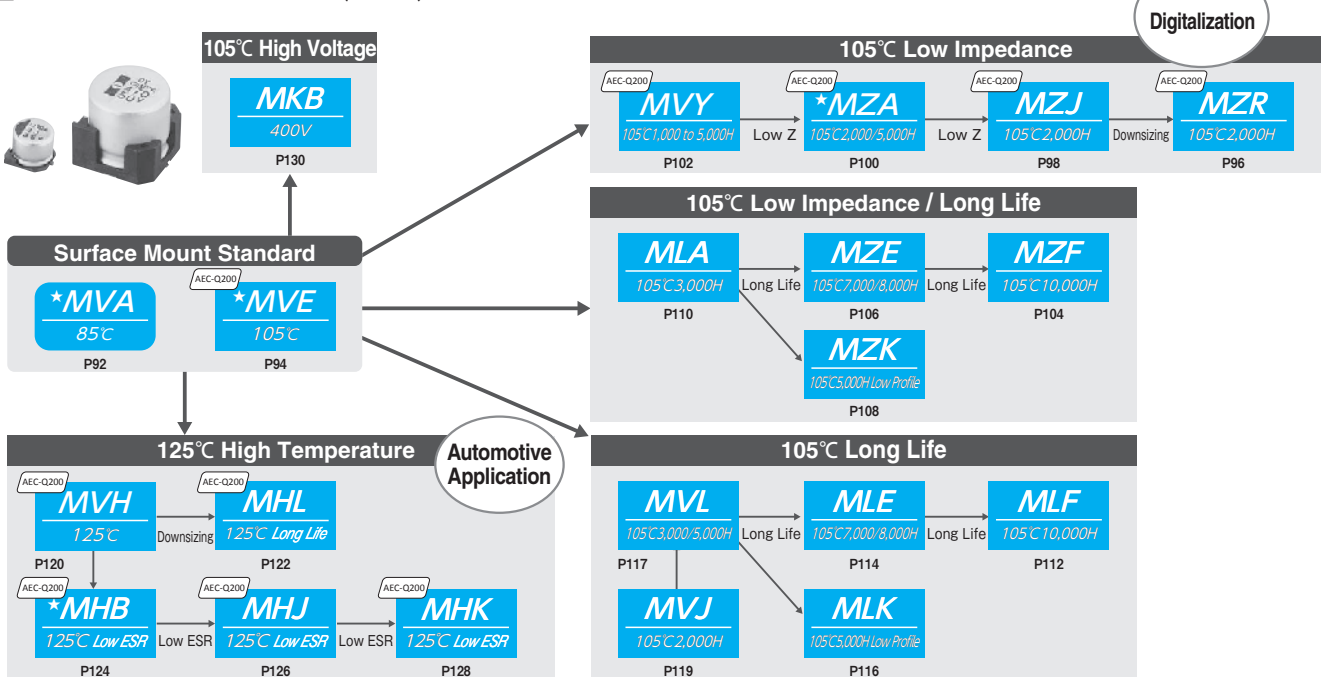 Digitalization
105℃ High Voltage
MKB
400V
P130
105℃ Low Impedance
AEC-Q200
MVY
105℃1,000 to 5,000H
P102
Low Z
AEC-Q200
★MZA
105℃2,000/5,000H
P100
Low Z
AEC-Q200
MZJ
105℃2,000H
P98
Downsizing
AEC-Q200
MZR
105℃2,000H
P96
Surface Mount Standard
★MVA
85℃
P92
AEC-Q200
★MVE
105℃
P94
105℃ Low Impedance / Long Life
MLA
105℃3,000H
P110
Long Life
MZE
105℃7,000/8,000H
P106
Long Life
MZF
105℃10,000H
P104
MZK
105℃5,000H Low Profile
P108
125℃ High Temperature
Automotive
Application
AEC-Q200
MVH
125℃
P120
Downsizing
AEC-Q200
MHL
125℃ Long Life
P122
AEC-Q200
★MHB
125℃ Low ESR
P124
Low ESR
AEC-Q200
MHJ
125℃ Low ESR
P126
Low ESR
AEC-Q200
MHK
125℃ Low ESR
P128
105℃ Long Life
MVL
105℃3,000/5,000H
P117
Long Life
MLE
105℃7,000/8,000H
P114
Long Life
MLF
105℃10,000H
P112
MVJ
105℃2,000H
P119
MLK
105℃5,000H Low Profile
P116